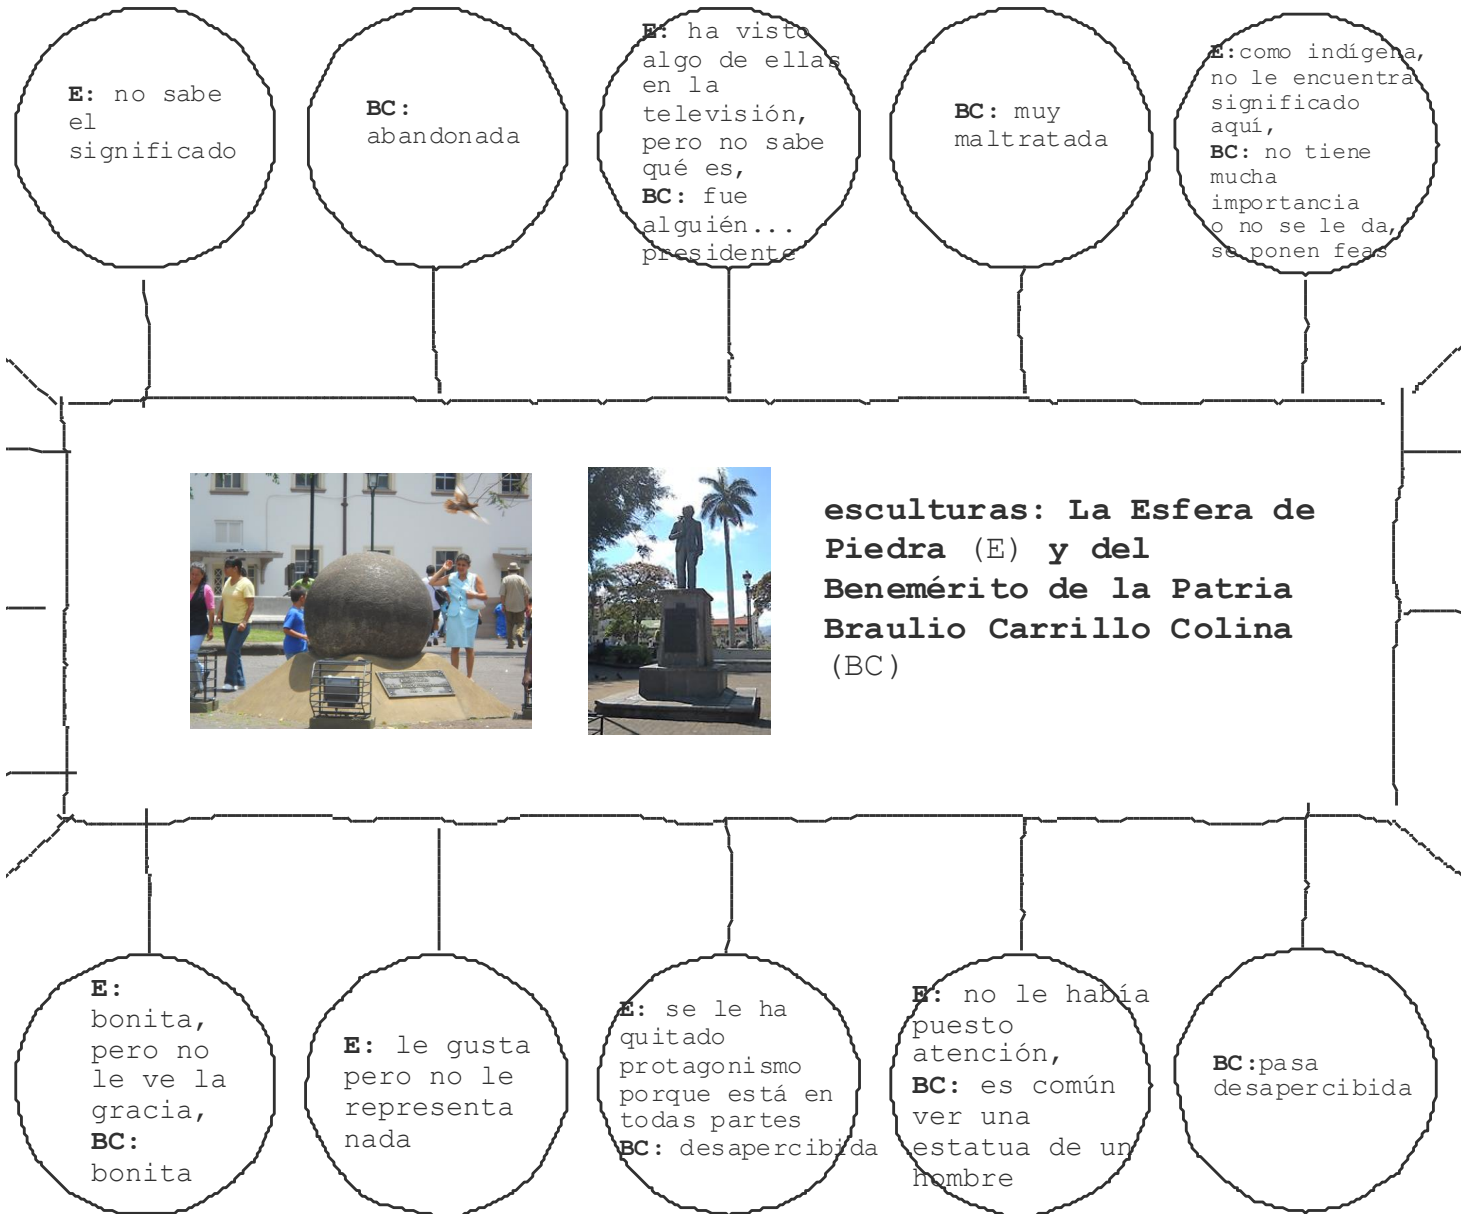 E: no sabe
el
significado
BC:
abandonada
E: ha visto
algo de ellas
en la
televisión,
pero no sabe
qué es,
BC: fue
alguién...
presidente
BC: muy
maltratada
E:como indígena,
no le encuentra
significado
aquí,
BC: no tiene
mucha
importancia
o no se le da,
se ponen feas
esculturas: La Esfera de
Piedra (E) y del
Benemérito de la Patria
Braulio Carrillo Colina
(BC)
E:
bonita,
pero no
le ve la
gracia,
BC:
bonita
E: le gusta
pero no le
representa
nada
E: se le ha
quitado
protagonismo
porque está en
todas partes
BC: desapercibida
E: no le había
puesto
atención,
BC: es común
ver una
estatua de un
hombre
BC:pasa
desapercibida